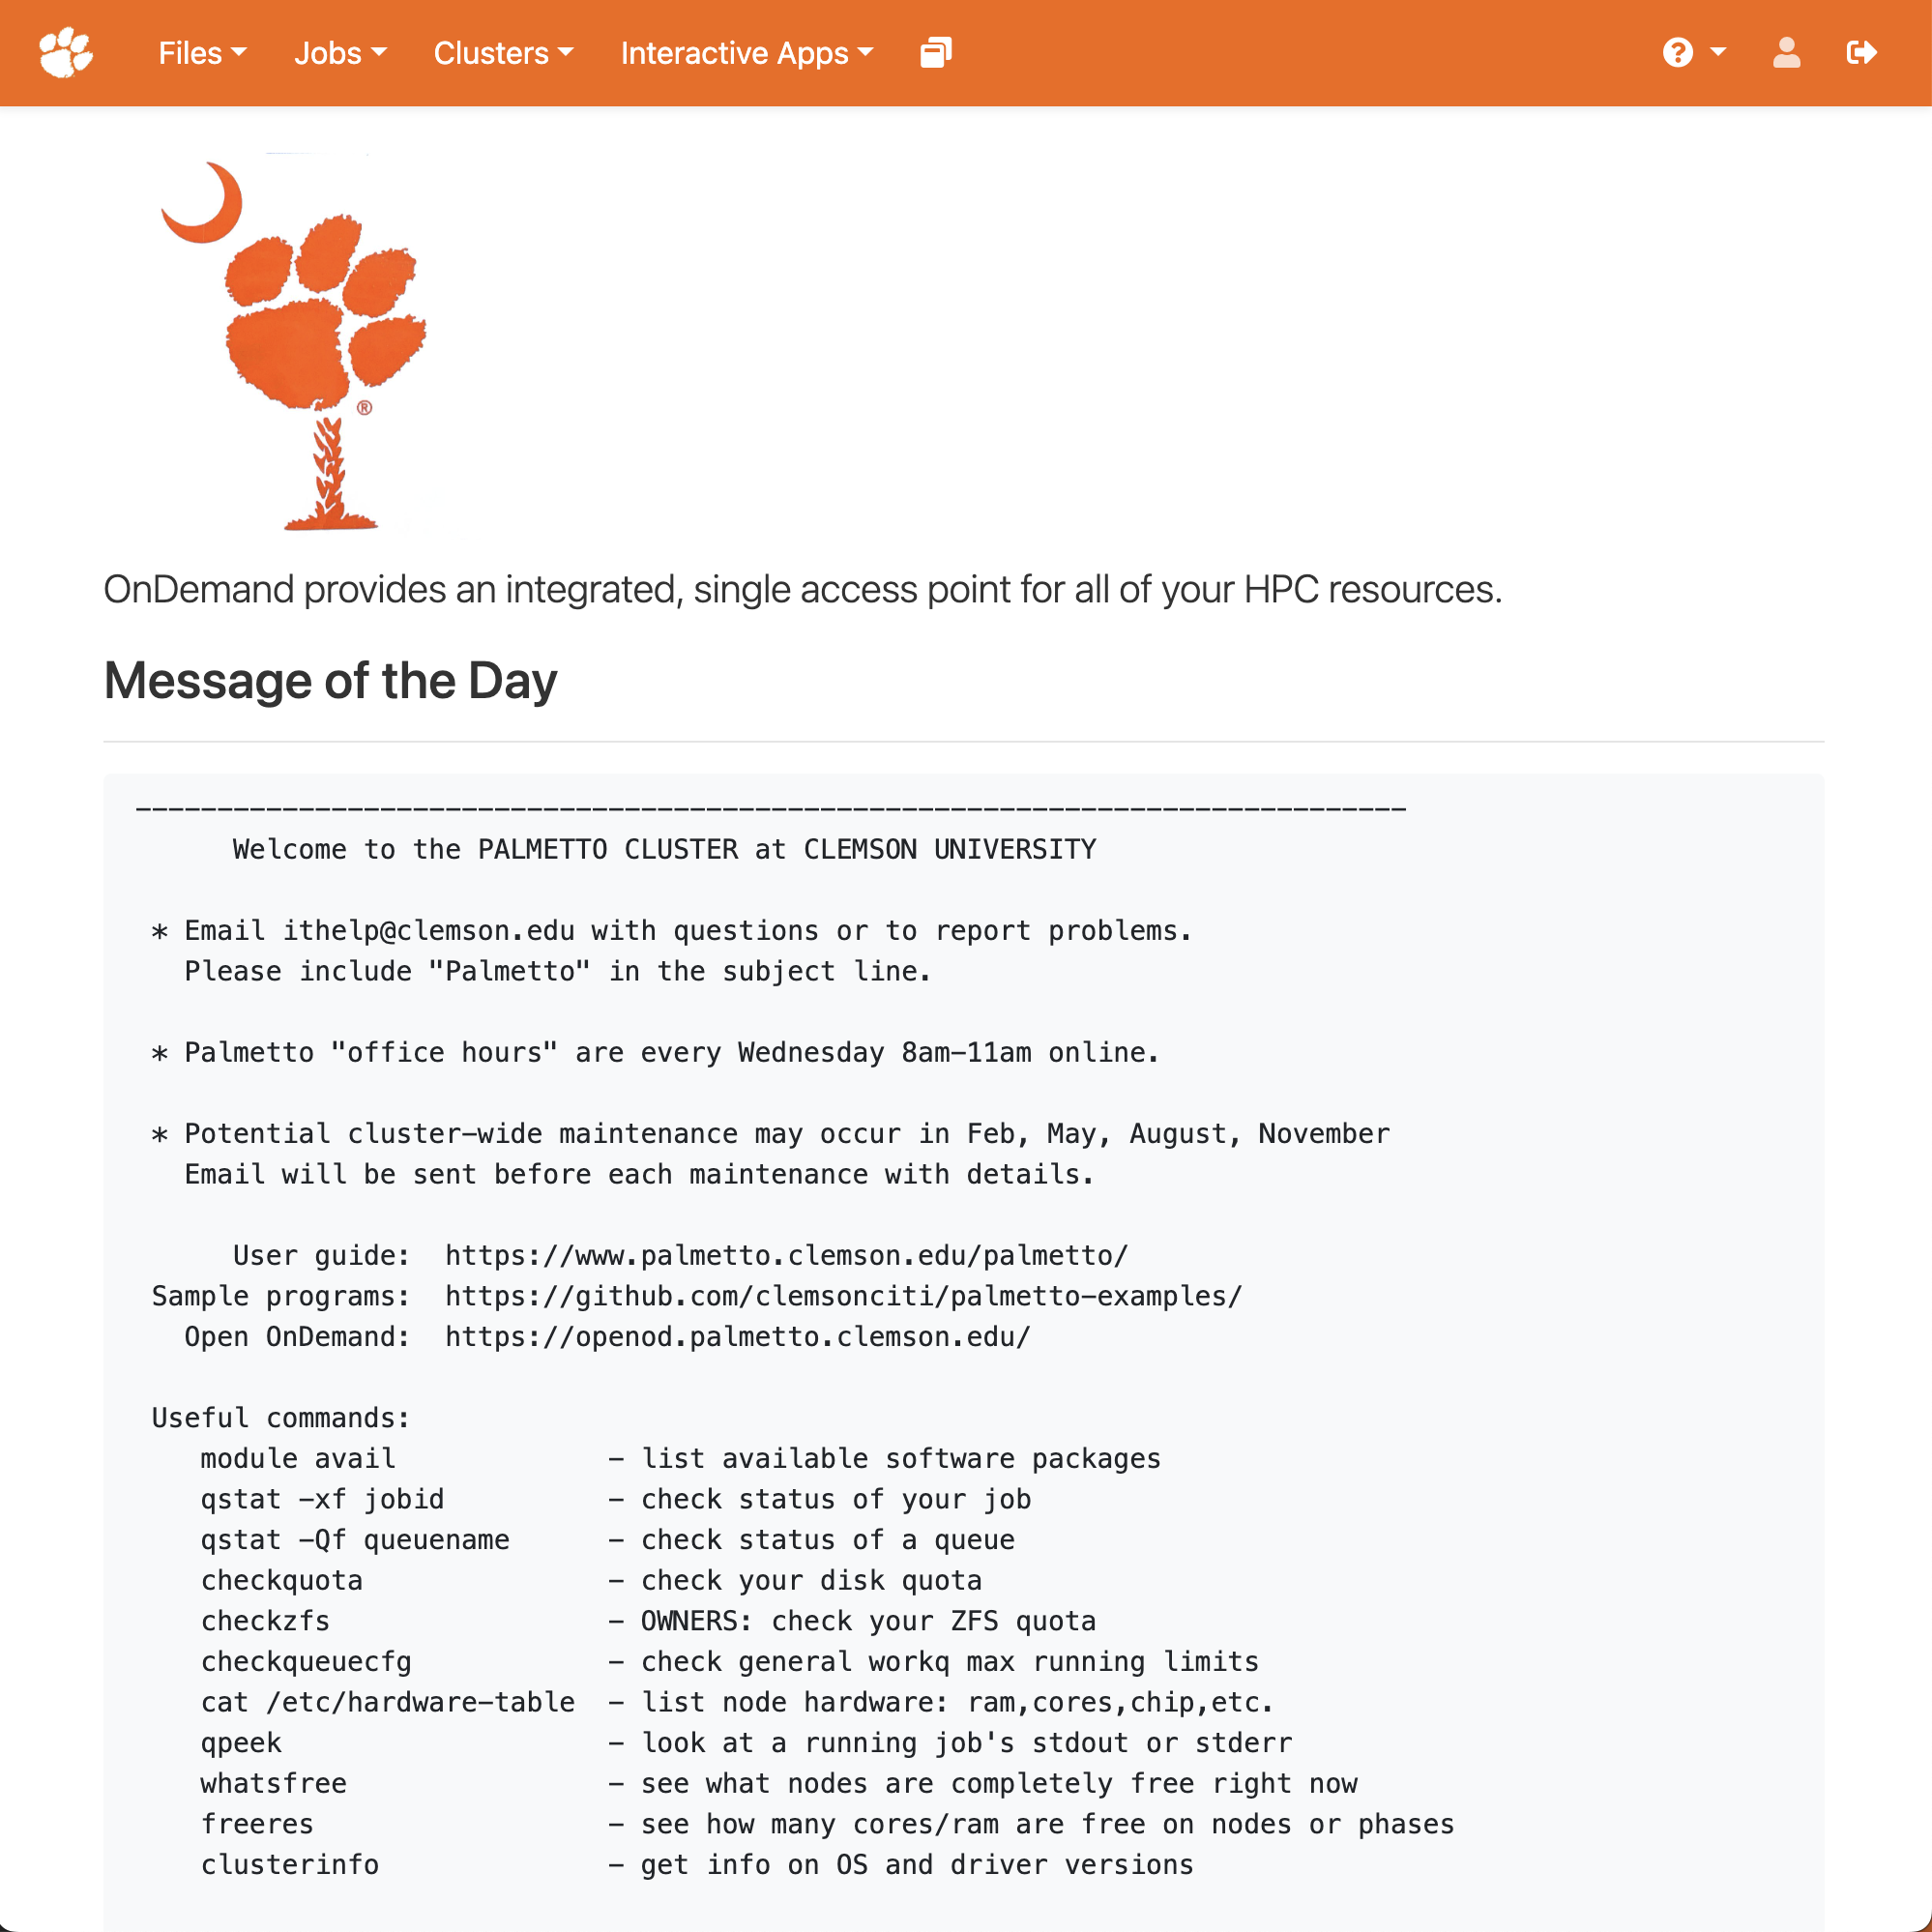 Files Jobs Clusters Interactive Apps
®
OnDemand provides an integrated, single access point for all of your HPC resources.
Message of the Day
------------------------------------------------------------------------------
Welcome to the PALMETTO CLUSTER at CLEMSON UNIVERSITY
* Email ithelp@clemson.edu with questions or to report problems.
Please include "Palmetto" in the subject line.
* Palmetto "office hours" are every Wednesday 8am-11am online.
* Potential cluster-wide maintenance may occur in Feb, May, August, November
Email will be sent before each maintenance with details.
User guide: https://www.palmetto.clemson.edu/palmetto/
Sample programs: https://github.com/clemsonciti/palmetto-examples/
Open OnDemand: https://openod.palmetto.clemson.edu/
Useful commands:
module avail - list available software packages
qstat -xf jobid - check status of your job
qstat -Qf queuename - check status of a queue
checkquota - check your disk quota
checkzfs - OWNERS: check your ZFS quota
checkqueuecfg - check general workq max running limits
cat /etc/hardware-table - list node hardware: ram,cores,chip,etc.
qpeek - look at a running job's stdout or stderr
whatsfree - see what nodes are completely free right now
freeres - see how many cores/ram are free on nodes or phases
clusterinfo - get info on OS and driver versions